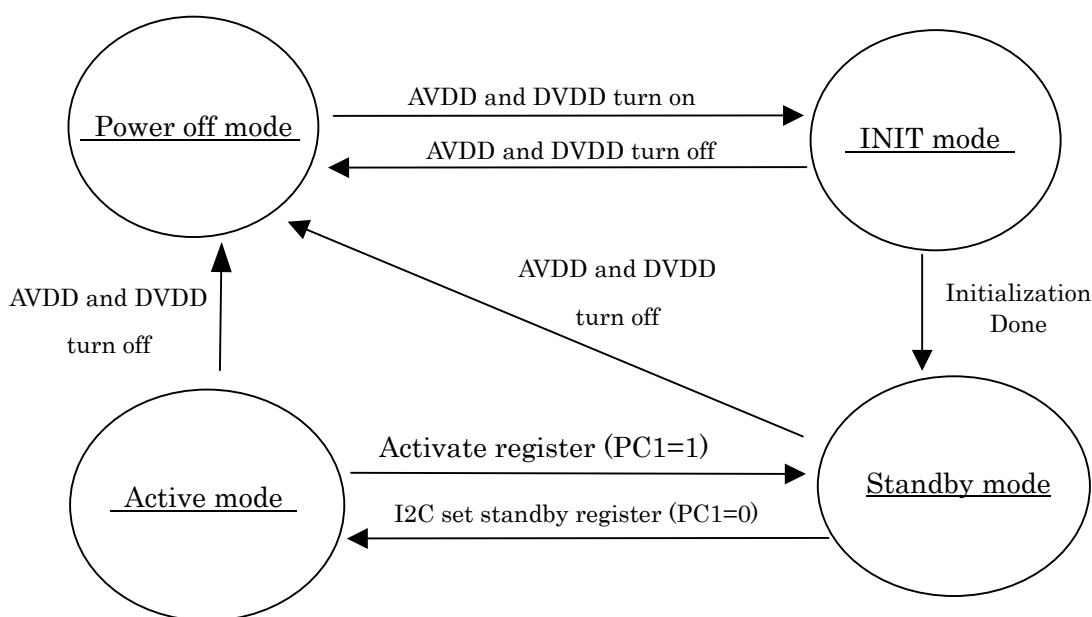 AVDD and DVDD turn on
Power off mode
INIT mode
AVDD and DVDD turn off
AVDD and DVDD
turn off
AVDD and DVDD
turn off
Initialization
Done
Activate register (PC1=1)
Active mode
Standby mode
I2C set standby register (PC1=0)